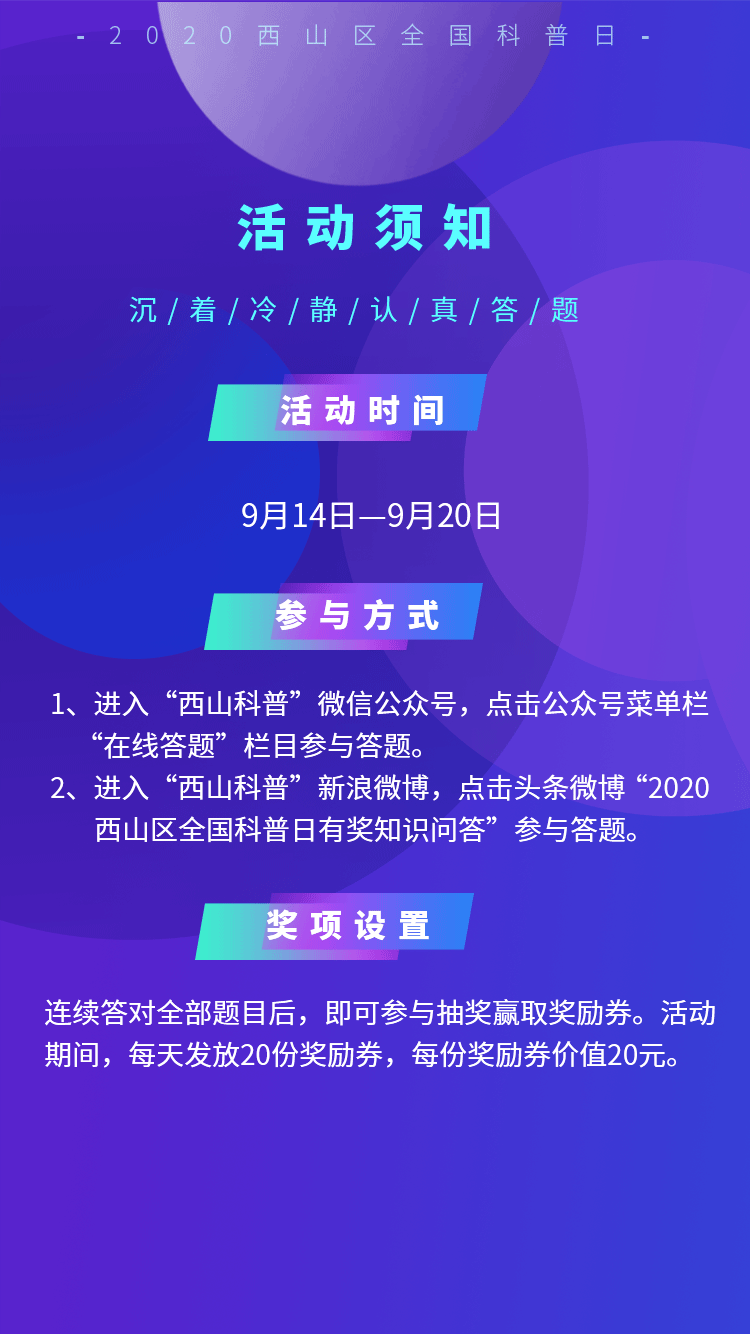 - 2020西山区全国科普日 -
活动须知
沉/着/冷/静/认/真/答/题
活动时间
9月14日—9月20日
参与方式
1、进入“西山科普”微信公众号，点击公众号菜单栏
“在线答题”栏目参与答题。
2、进入“西山科普”新浪微博，点击头条微博“2020
西山区全国科普日有奖知识问答”参与答题。
奖项设置
连续答对全部题目后，即可参与抽奖赢取奖励券。活动
期间，每天发放20份奖励券，每份奖励券价值20元。